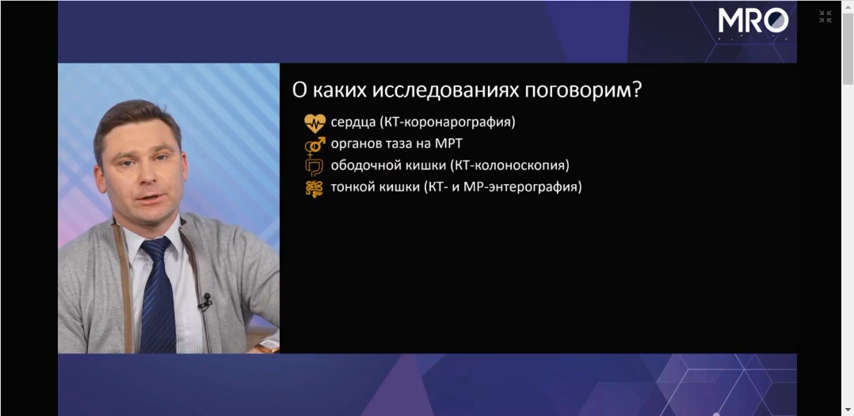 MRO
О каких исследованиях поговорим?
сердца (КТ-коронарография)
органов таза на МРТ
ободочной кишки (КТ-колоноскопия)
тонкой кишки (КТ- и МР-энтерография)